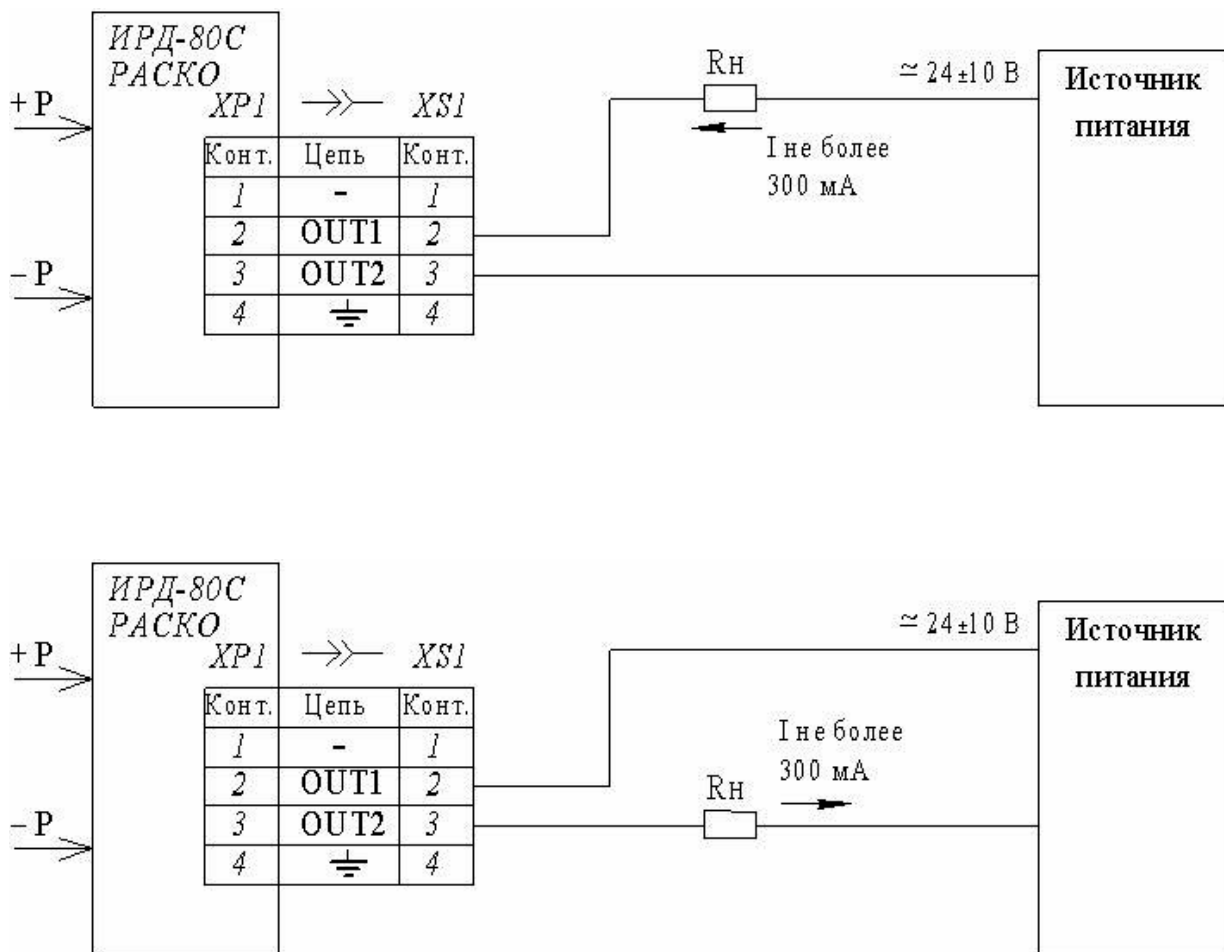 ИРД-80С
РАСКО
+P
−P
XP1 XS1
Конт. Цепь Конт.
1 - 1
2 OUT1 2
3 OUT2 3
4 4
Rн
I не более
300 мА
≃ 24±10 В
Источник
питания
ИРД-80С
РАСКО
+P
−P
XP1 XS1
Конт. Цепь Конт.
1 - 1
2 OUT1 2
3 OUT2 3
4 4
≃ 24±10 В
I не более
300 мА
Rн
Источник
питания